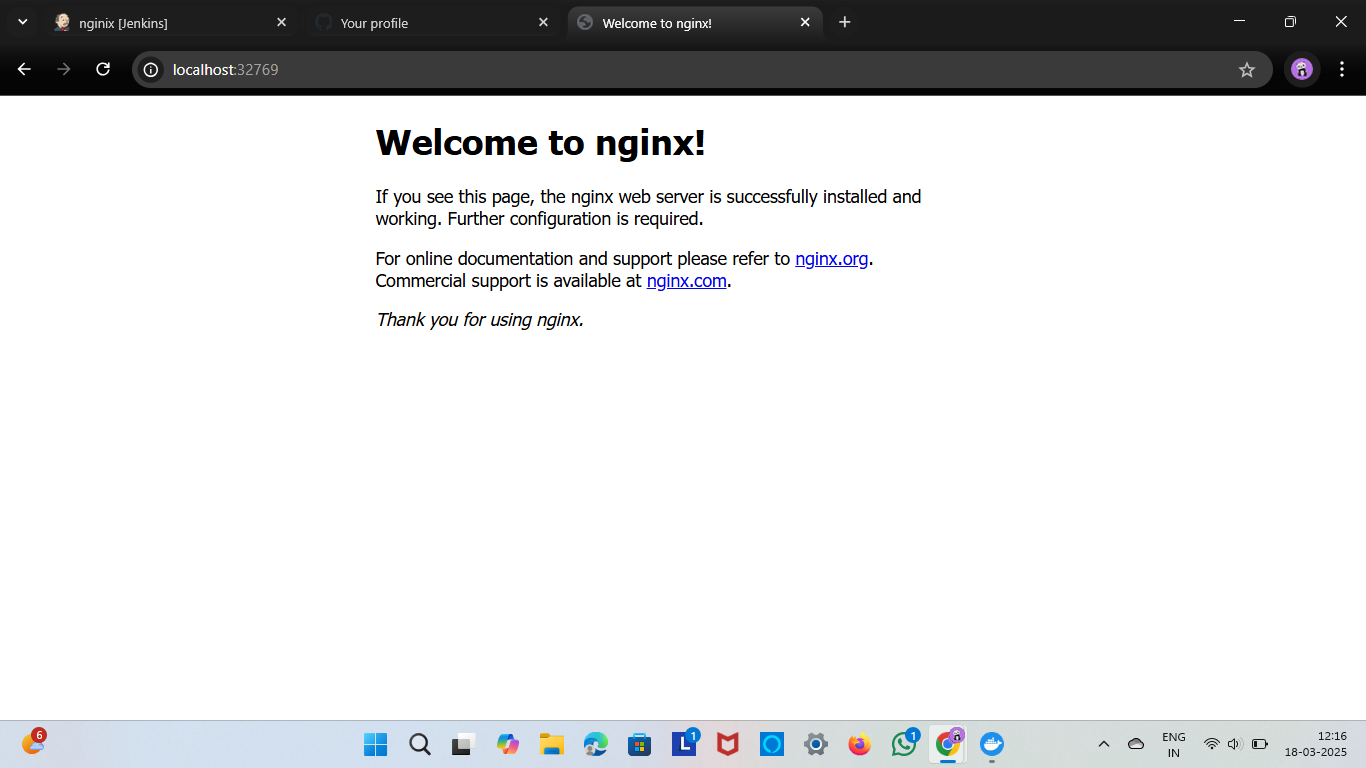 nginix [Jenkins]
Your profile
Welcome to nginx!
localhost:32769
Welcome to nginx!
If you see this page, the nginx web server is successfully installed and
working. Further configuration is required.
For online documentation and support please refer to nginx.org.
Commercial support is available at nginx.com.
Thank you for using nginx.
6
L
1
1
ENG
IN
12:16
18-03-2025